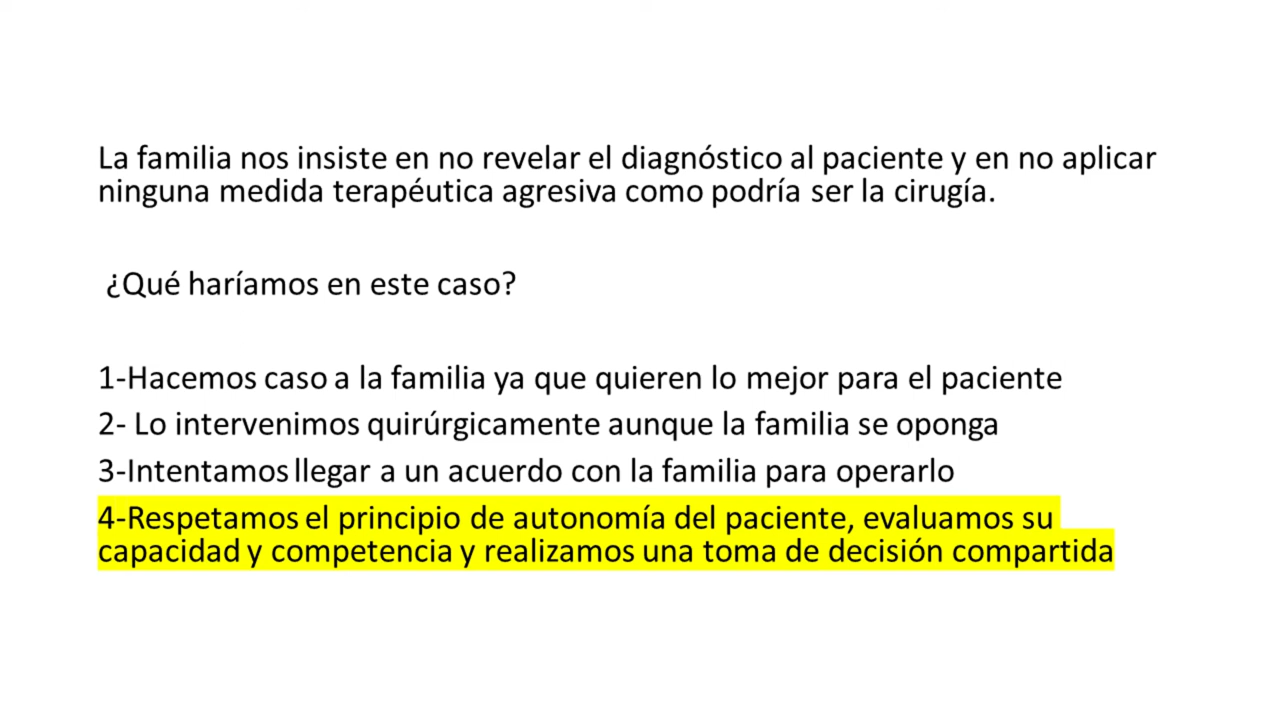 La familia nos insiste en no revelar el diagnóstico al paciente y en no aplicar
ninguna medida terapéutica agresiva como podría ser la cirugía.
¿Qué haríamos en este caso?
1-Hacemos caso a la familia ya que quieren lo mejor para el paciente
2- Lo intervenimos quirúrgicamente aunque la familia se oponga
3-Intentamos llegar a un acuerdo con la familia para operarlo
4-Respetamos el principio de autonomía del paciente, evaluamos su
capacidad y competencia y realizamos una toma de decisión compartida